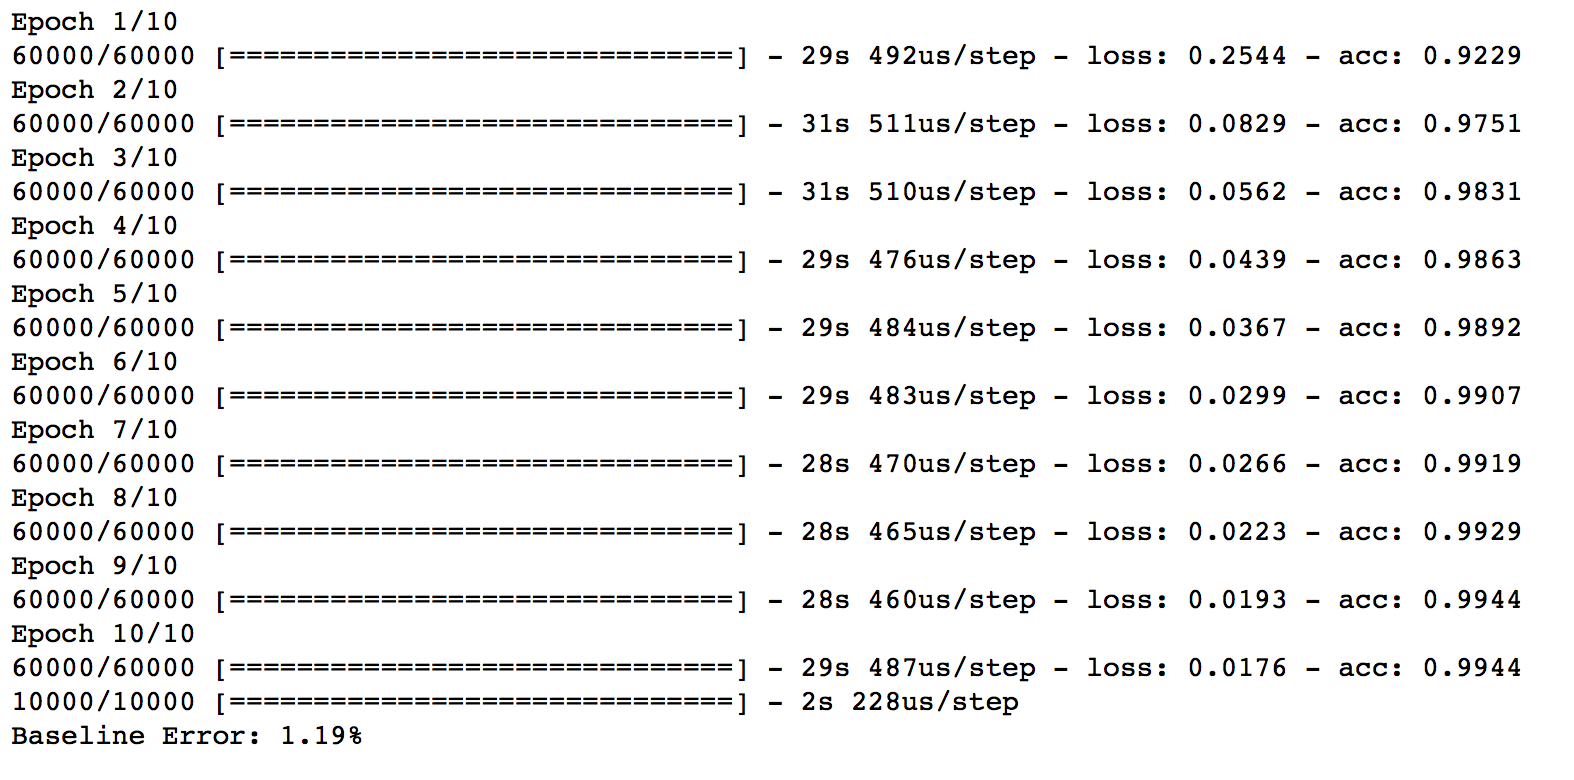 Epoch 1/10
60000/60000 [==============================] - 29s 492us/step - loss: 0.2544 - acc: 0.9229
Epoch 2/10
60000/60000 [==============================] - 31s 511us/step - loss: 0.0829 - acc: 0.9751
Epoch 3/10
60000/60000 [==============================] - 31s 510us/step - loss: 0.0562 - acc: 0.9831
Epoch 4/10
60000/60000 [==============================] - 29s 476us/step - loss: 0.0439 - acc: 0.9863
Epoch 5/10
60000/60000 [==============================] - 29s 484us/step - loss: 0.0367 - acc: 0.9892
Epoch 6/10
60000/60000 [==============================] - 29s 483us/step - loss: 0.0299 - acc: 0.9907
Epoch 7/10
60000/60000 [==============================] - 28s 470us/step - loss: 0.0266 - acc: 0.9919
Epoch 8/10
60000/60000 [==============================] - 28s 465us/step - loss: 0.0223 - acc: 0.9929
Epoch 9/10
60000/60000 [==============================] - 28s 460us/step - loss: 0.0193 - acc: 0.9944
Epoch 10/10
60000/60000 [==============================] - 29s 487us/step - loss: 0.0176 - acc: 0.9944
10000/10000 [==============================] - 2s 228us/step
Baseline Error: 1.19%